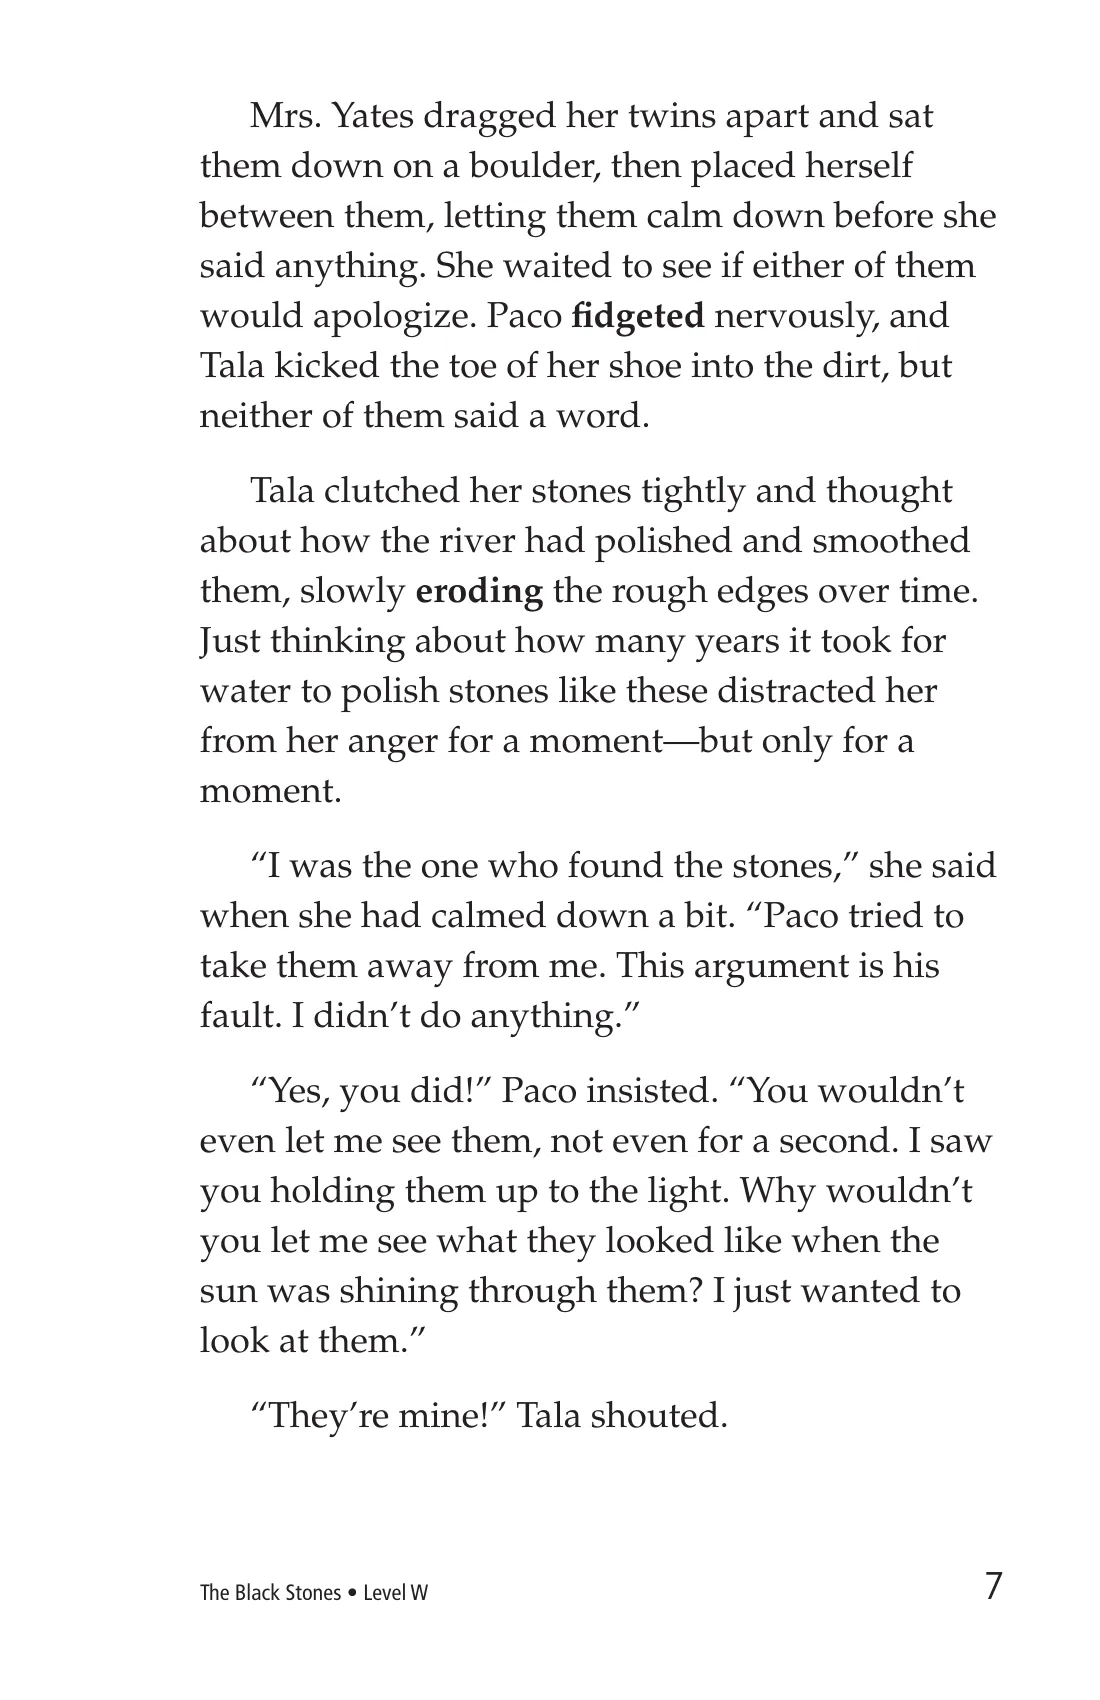 Mrs. Yates dragged her twins apart and sat
them down on a boulder, then placed herself
between them, letting them calm down before she
said anything. She waited to see if either of them
would apologize. Paco fidgeted nervously, and
Tala kicked the toe of her shoe into the dirt, but
neither of them said a word.
Tala clutched her stones tightly and thought
about how the river had polished and smoothed
them, slowly eroding the rough edges over time.
Just thinking about how many years it took for
water to polish stones like these distracted her
from her anger for a moment—but only for a
moment.
“I was the one who found the stones,” she said
when she had calmed down a bit. “Paco tried to
take them away from me. This argument is his
fault. I didn’t do anything.”
“Yes, you did!” Paco insisted. “You wouldn’t
even let me see them, not even for a second. I saw
you holding them up to the light. Why wouldn’t
you let me see what they looked like when the
sun was shining through them? I just wanted to
look at them.”
“They’re mine!” Tala shouted.
The Black Stones • Level W
7